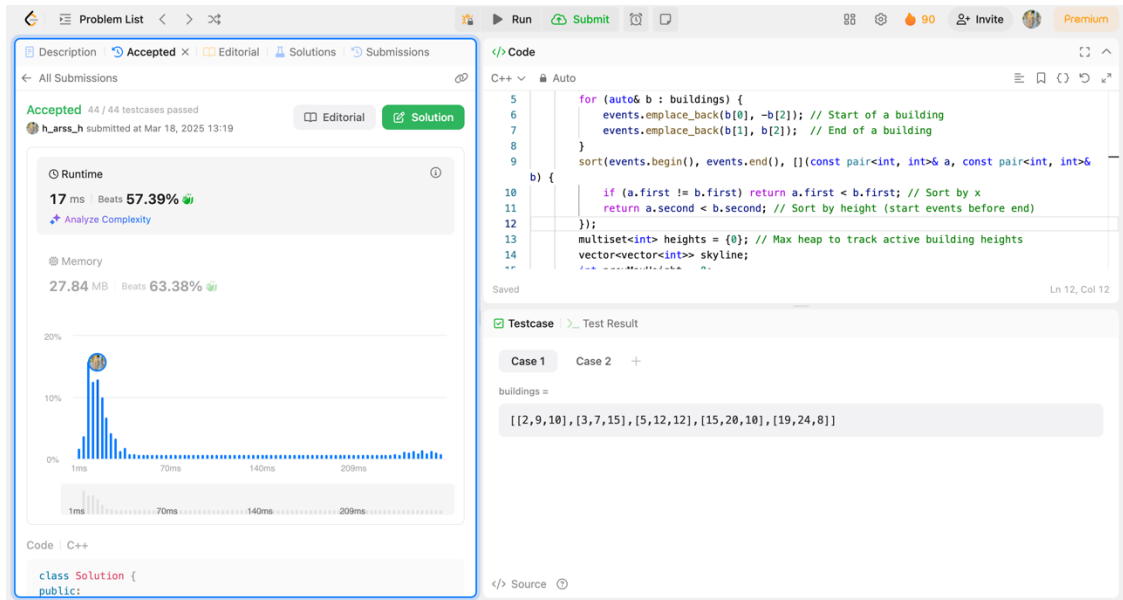 Problem List
Run
Submit
90
Invite
Premium
Description
Accepted
Editorial
Solutions
Submissions
All Submissions
Accepted 44 / 44 testcases passed
h_arss_h submitted at Mar 18, 2025 13:19
Editorial
Solution
Runtime
17 ms Beats 57.39%
Analyze Complexity
Memory
27.84 MB Beats 63.38%
20%
10%
0%
1ms 70ms 140ms 209ms
1ms 70ms 140ms 209ms
Code C++
class Solution {
public:
</>Code
C++ Auto
5 for (auto& b : buildings) {
6 events.emplace_back(b[0], -b[2]); // Start of a building
7 events.emplace_back(b[1], b[2]); // End of a building
8 }
9 sort(events.begin(), events.end(), [](const pair<int, int>& a, const pair<int, int>&
b) {
10 if (a.first != b.first) return a.first < b.first; // Sort by x
11 return a.second < b.second; // Sort by height (start events before end)
12 });
13 multiset<int> heights = {0}; // Max heap to track active building heights
14 vector<vector<int>> skyline;
Saved
Ln 12, Col 12
Testcase
>_ Test Result
Case 1
Case 2 +
buildings =
[[2,9,10],[3,7,15],[5,12,12],[15,20,10],[19,24,8]]
</> Source